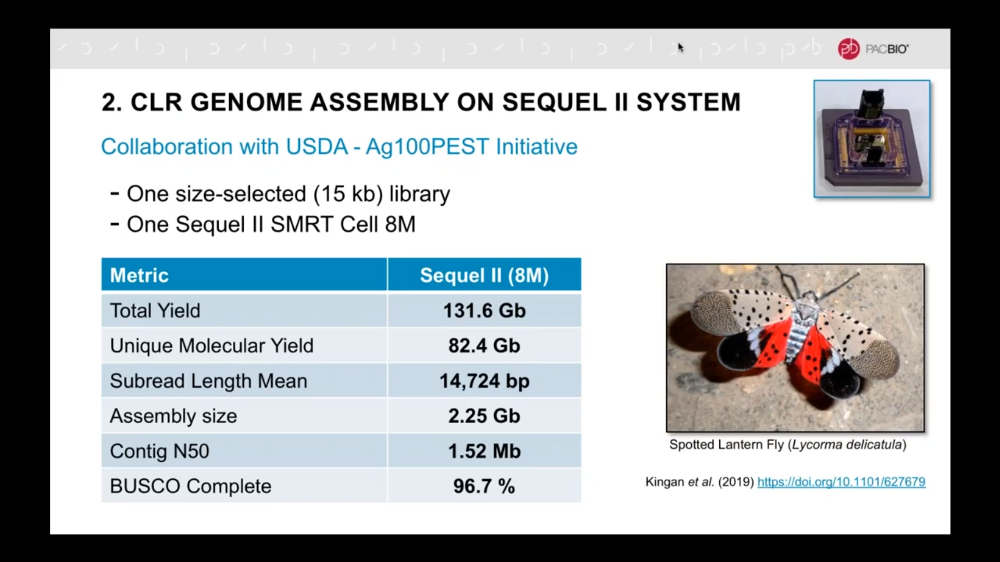 PACBIO®
2. CLR GENOME ASSEMBLY ON SEQUEL II SYSTEM
Collaboration with USDA - Ag100PEST Initiative
- One size-selected (15 kb) library
- One Sequel II SMRT Cell 8M
Metric Sequel II (8M)
Total Yield 131.6 Gb
Unique Molecular Yield 82.4 Gb
Subread Length Mean 14,724 bp
Assembly size 2.25 Gb
Contig N50 1.52 Mb
BUSCO Complete 96.7 %
Spotted Lantern Fly (Lycorma delicatula)
Kingan et al. (2019) https://doi.org/10.1101/627679